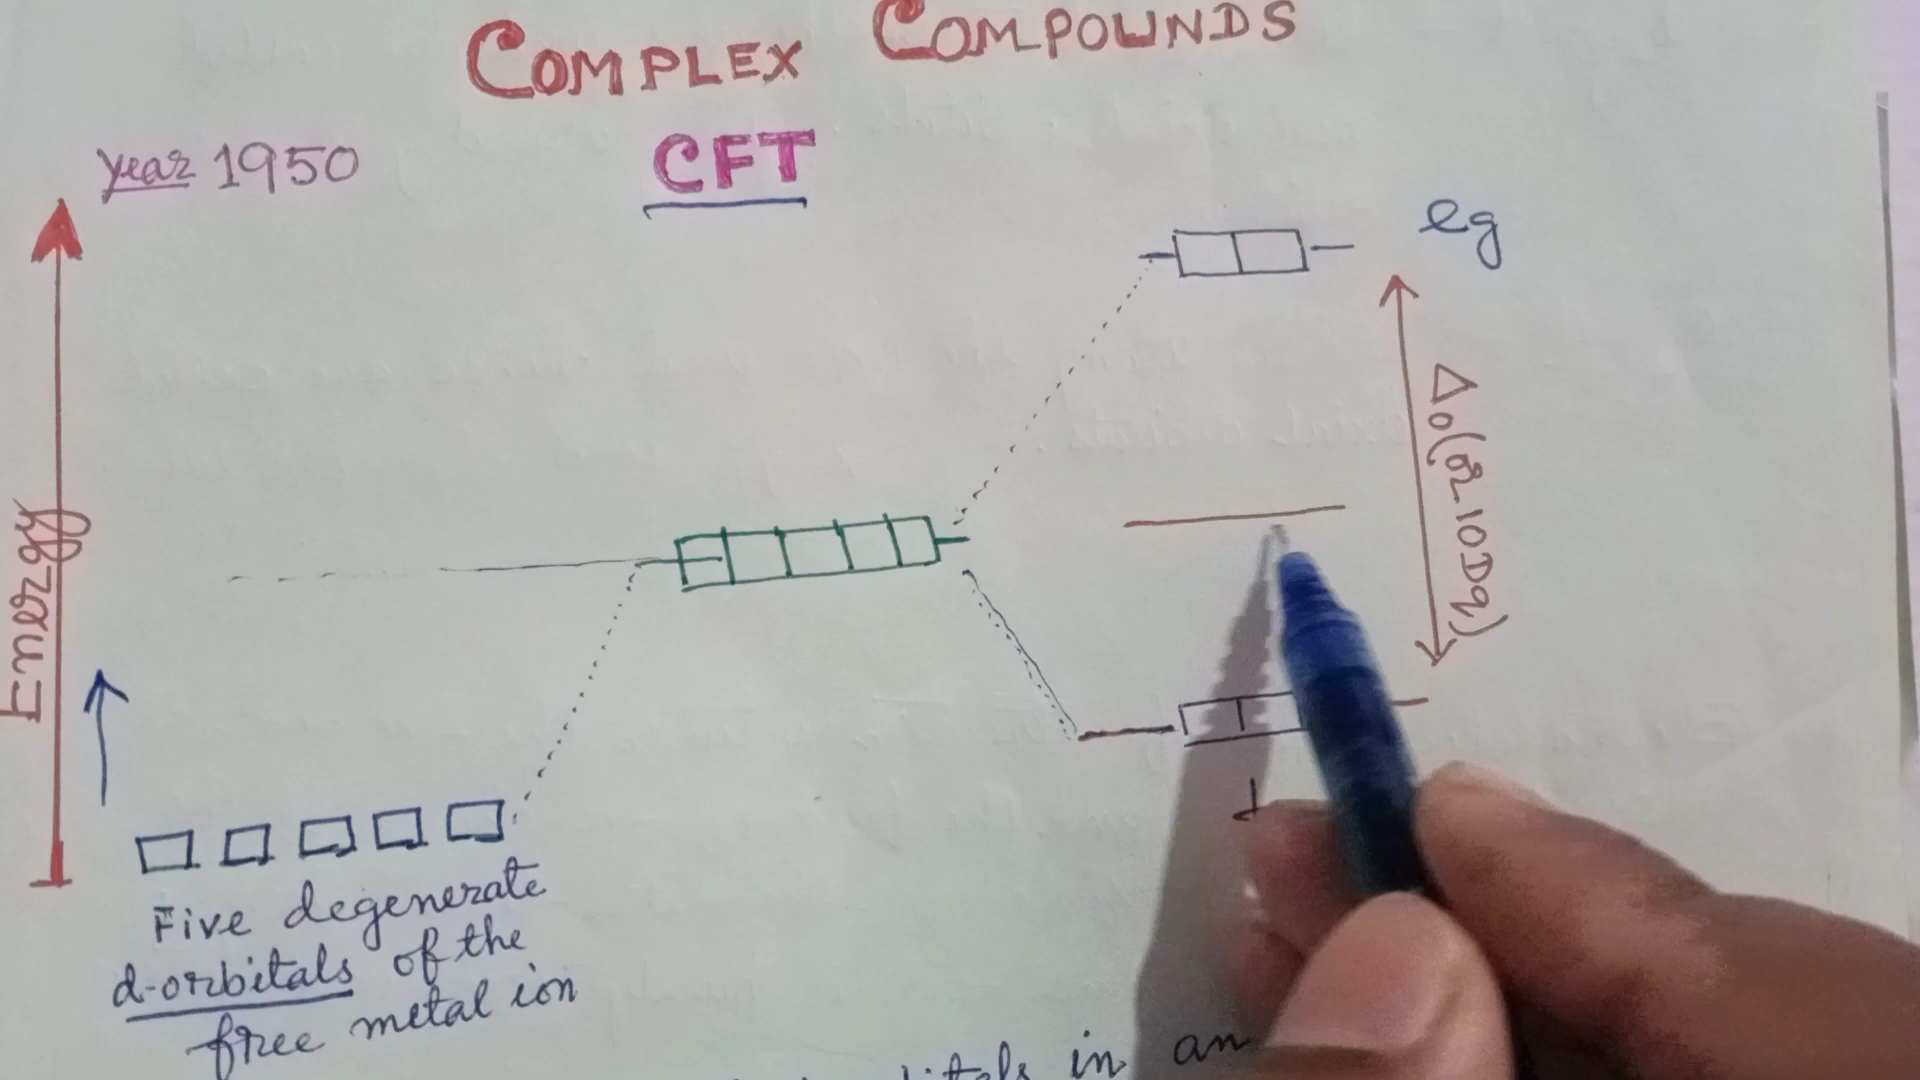 COMPLEX COMPOUNDS
year 1950
CFT
eg
Δo (or 10Dq)
Energy
Five degenerate
d-orbitals of the
free metal ion
in an